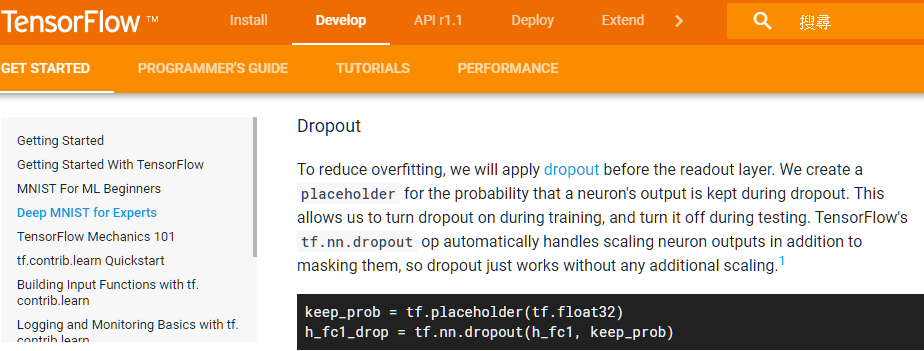 TensorFlow ™
Install Develop API r1.1 Deploy Extend 搜尋
GET STARTED PROGRAMMER'S GUIDE TUTORIALS PERFORMANCE
Getting Started
Getting Started With TensorFlow
MNIST For ML Beginners
Deep MNIST for Experts
TensorFlow Mechanics 101
tf.contrib.learn Quickstart
Building Input Functions with tf.
contrib.learn
Logging and Monitoring Basics with tf.
contrib.learn
Dropout
To reduce overfitting, we will apply dropout before the readout layer. We create a
placeholder for the probability that a neuron's output is kept during dropout. This
allows us to turn dropout on during training, and turn it off during testing. TensorFlow's
tf.nn.dropout op automatically handles scaling neuron outputs in addition to
masking them, so dropout just works without any additional scaling.1
keep_prob = tf.placeholder(tf.float32)
h_fc1_drop = tf.nn.dropout(h_fc1, keep_prob)